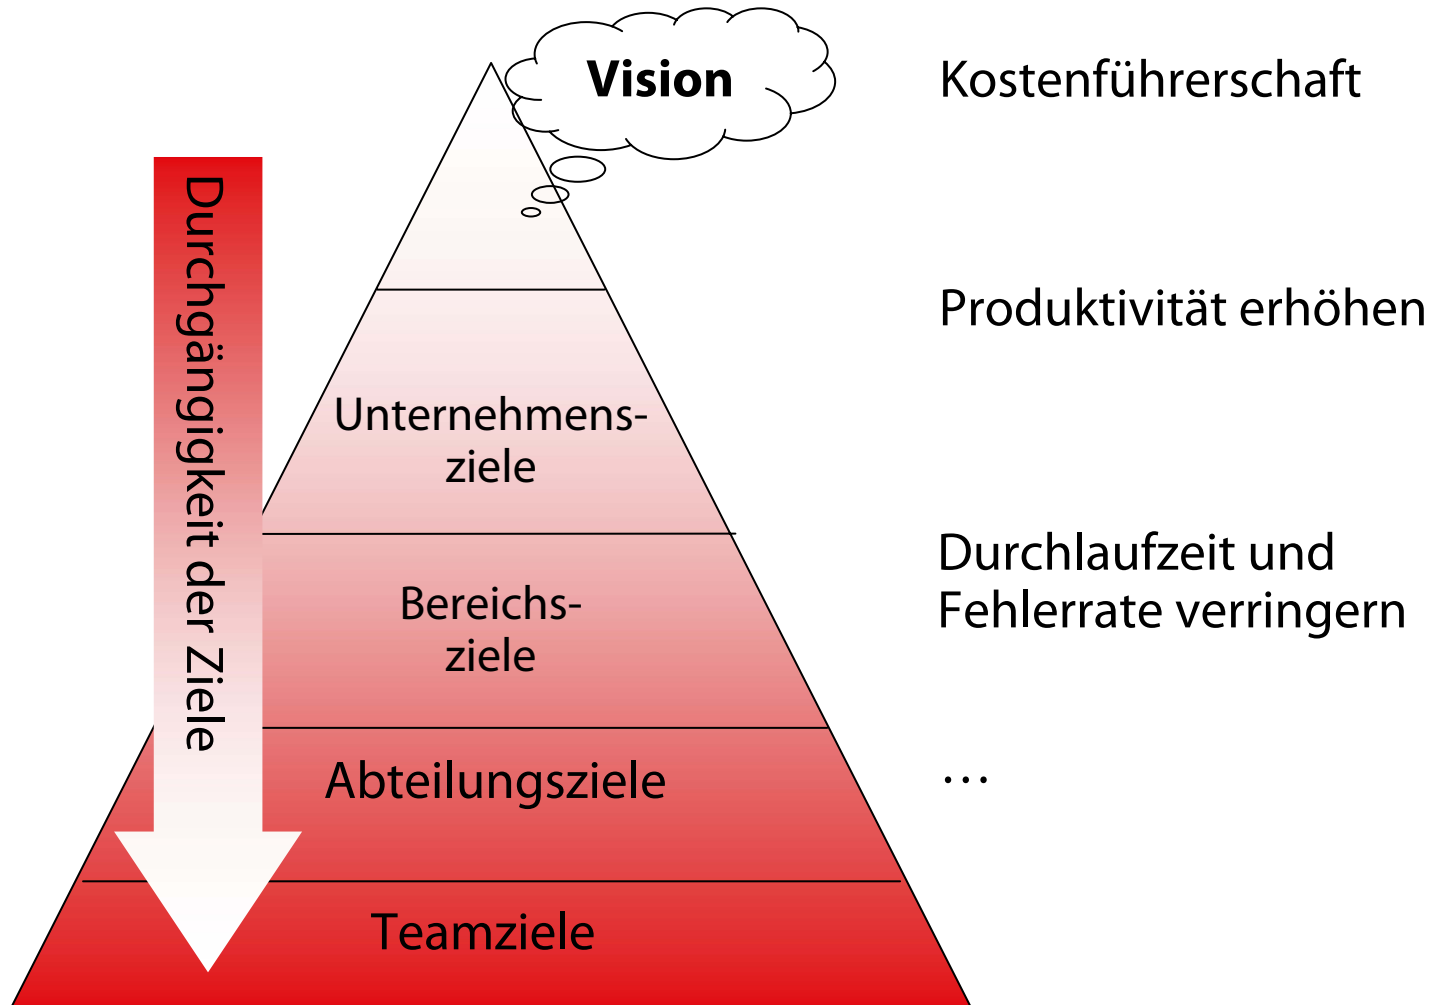 Vision
Kostenführerschaft
Durchgängigkeit der Ziele
Produktivität erhöhen
Unternehmens-
ziele
Durchlaufzeit und
Fehlerrate verringern
Bereichs-
ziele
Abteilungsziele
…
Teamziele